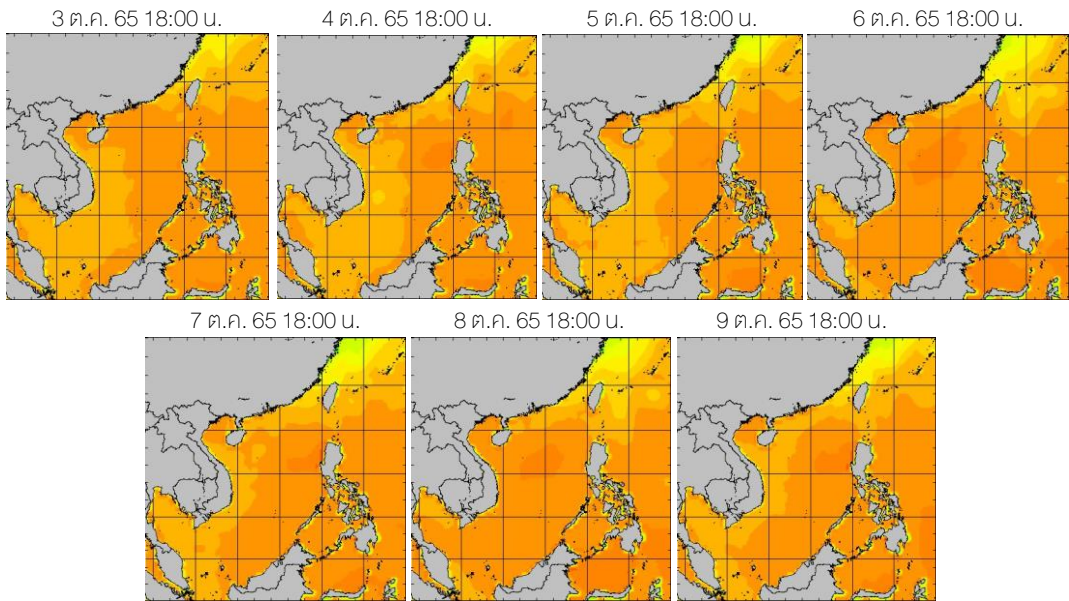 3 ต.ค. 65 18:00 น.
4 ต.ค. 65 18:00 น.
5 ต.ค. 65 18:00 น.
6 ต.ค. 65 18:00 น.
7 ต.ค. 65 18:00 น.
8 ต.ค. 65 18:00 น.
9 ต.ค. 65 18:00 น.